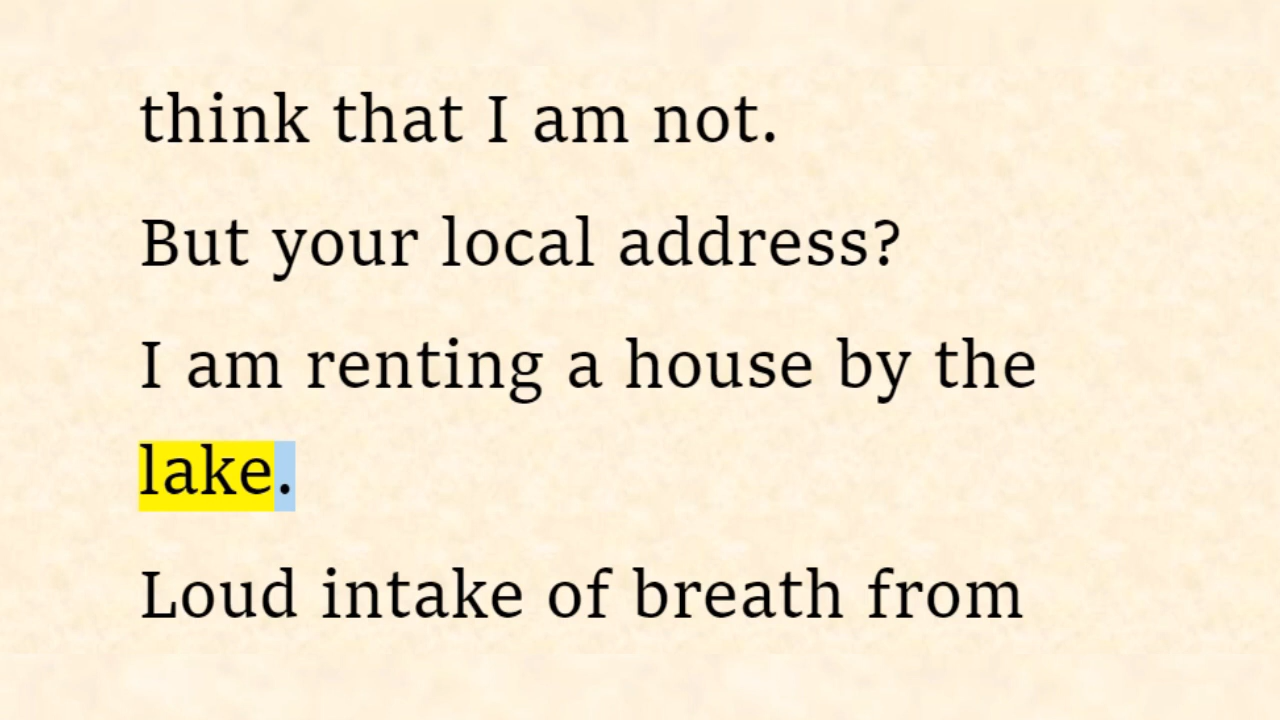 think that I am not.
But your local address?
I am renting a house by the
lake.
Loud intake of breath from